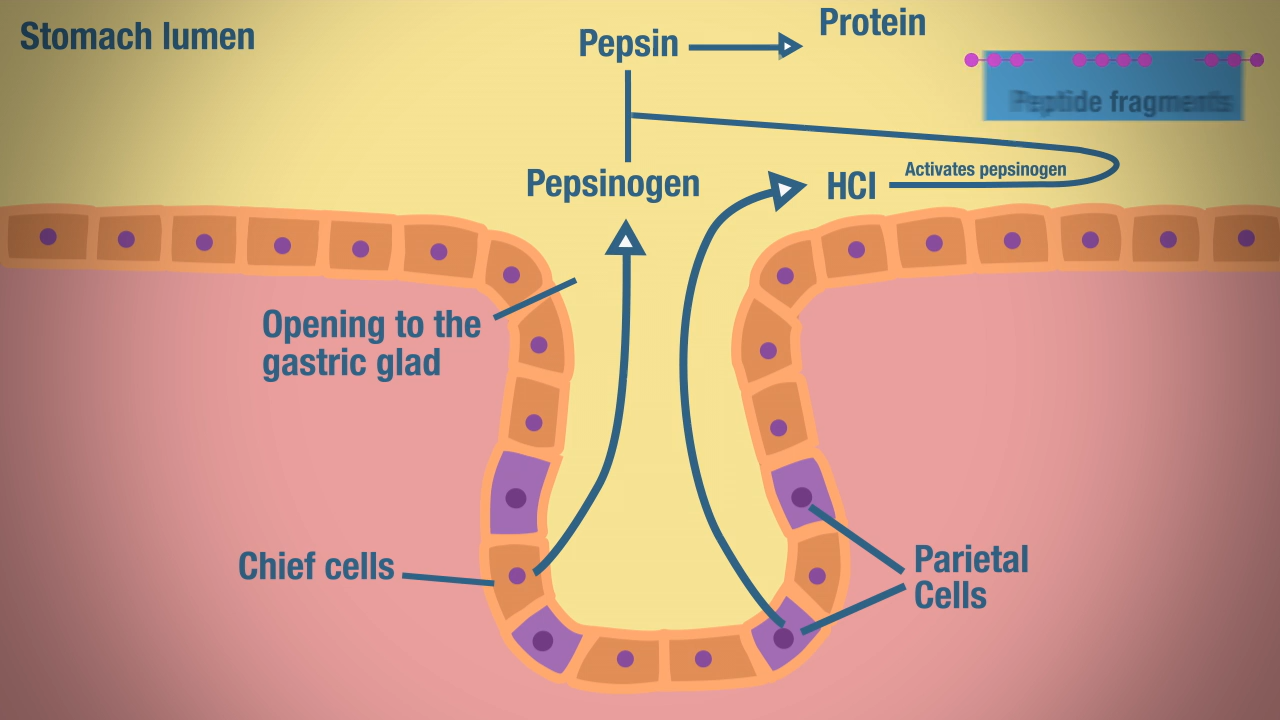 Stomach lumen
Pepsin
Protein
Peptide fragments
Pepsinogen
HCl
Activates pepsinogen
Opening to the
gastric glad
Chief cells
Parietal
Cells